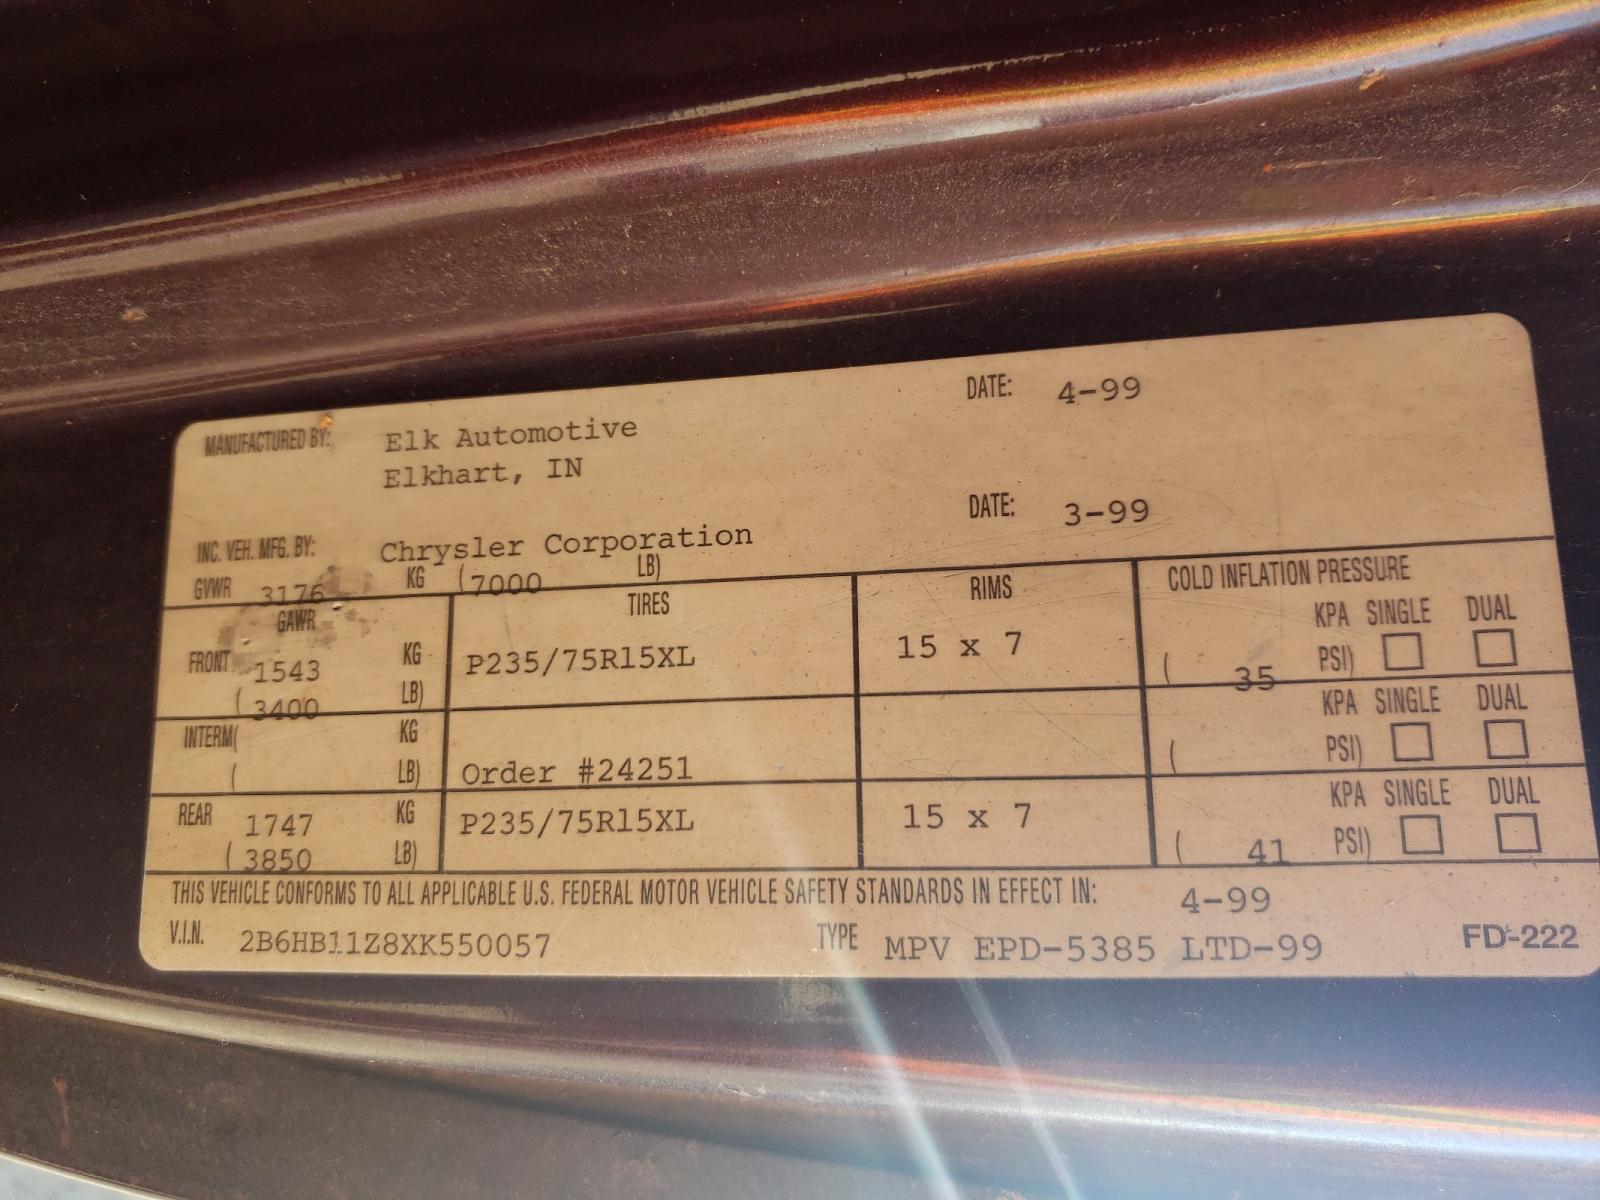 MANUFACTURED BY: Elk Automotive DATE: 4-99
Elkhart, IN
INC. VEH. MFG. BY: Chrysler Corporation DATE: 3-99
GVWR 3176 KG (7000 LB)
GAWR TIRES RIMS COLD INFLATION PRESSURE
FRONT 1543 KG P235/75R15XL 15 x 7 KPA SINGLE DUAL
(3400 LB) (35 PSI)
INTERM( KG KPA SINGLE DUAL
( LB) Order #24251 ( PSI)
REAR 1747 KG P235/75R15XL 15 x 7 KPA SINGLE DUAL
(3850 LB) (41 PSI)
THIS VEHICLE CONFORMS TO ALL APPLICABLE U.S. FEDERAL MOTOR VEHICLE SAFETY STANDARDS IN EFFECT IN: 4-99
V.I.N. 2B6HB11Z8XK550057 TYPE MPV EPD-5385 LTD-99 FD-222